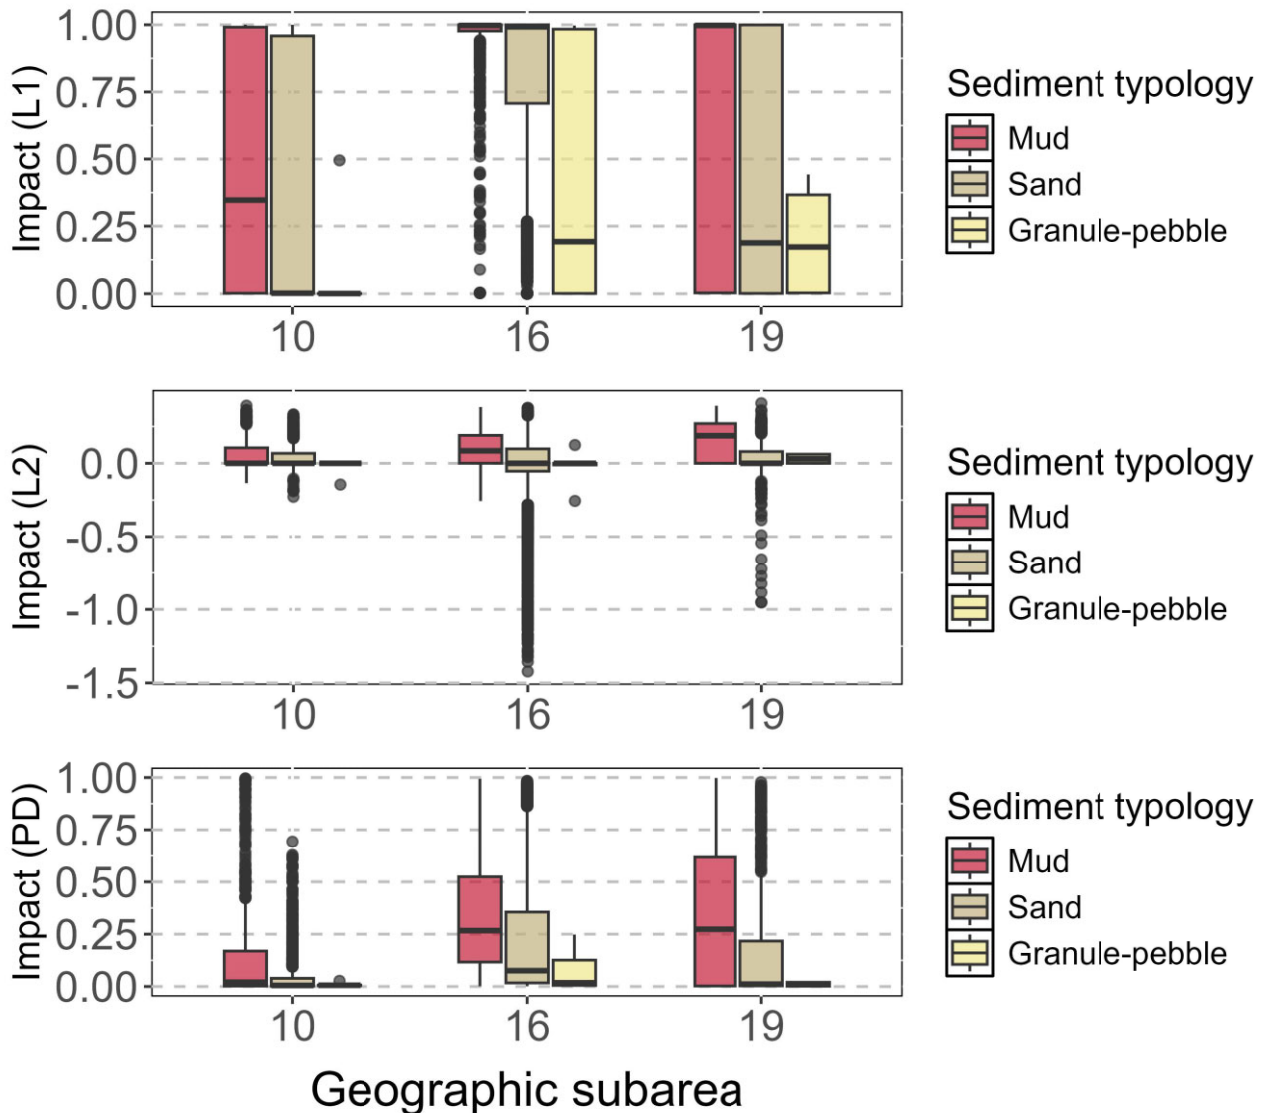 Impact (L1)
1.00
0.75
0.50
0.25
0.00
10 16 19
Sediment typology
Mud
Sand
Granule-pebble
Impact (L2)
0.0
-0.5
-1.0
-1.5
10 16 19
Sediment typology
Mud
Sand
Granule-pebble
Impact (PD)
1.00
0.75
0.50
0.25
0.00
10 16 19
Sediment typology
Mud
Sand
Granule-pebble
Geographic subarea